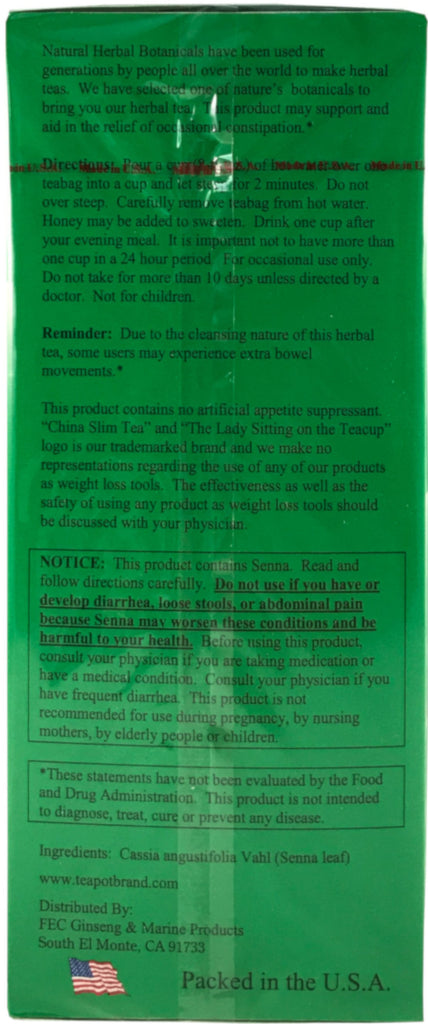 Natural Herbal Botanicals have been used for
generations by people all over the world to make herbal
teas. We have selected one of nature's botanicals to
bring you our herbal tea. This product may support and
aid in the relief of occasional constipation.*
Directions: Pour a cup of hot water over one
teabag into a cup and let steep for 2 minutes. Do not
over steep. Carefully remove teabag from hot water.
Honey may be added to sweeten. Drink one cup after
your evening meal. It is important not to have more than
one cup in a 24 hour period. For occasional use only.
Do not take for more than 10 days unless directed by a
doctor. Not for children.
Reminder: Due to the cleansing nature of this herbal
tea, some users may experience extra bowel
movements.*
This product contains no artificial appetite suppressant.
"China Slim Tea" and "The Lady Sitting on the Teacup"
logo is our trademarked brand and we make no
representations regarding the use of any of our products
as weight loss tools. The effectiveness as well as the
safety of using any product as weight loss tools should
be discussed with your physician.
NOTICE: This product contains Senna. Read and
follow directions carefully. Do not use if you have or
develop diarrhea, loose stools, or abdominal pain
because Senna may worsen these conditions and be
harmful to your health. Before using this product,
consult your physician if you are taking medication or
have a medical condition. Consult your physician if you
have frequent diarrhea. This product is not
recommended for use during pregnancy, by nursing
mothers, by elderly people or children.
*These statements have not been evaluated by the Food
and Drug Administration. This product is not intended
to diagnose, treat, cure or prevent any disease.
Ingredients: Cassia angustifolia Vahl (Senna leaf)
www.teapotbrand.com
Distributed By:
FEC Ginseng & Marine Products
South El Monte, CA 91733
Packed in the U.S.A.